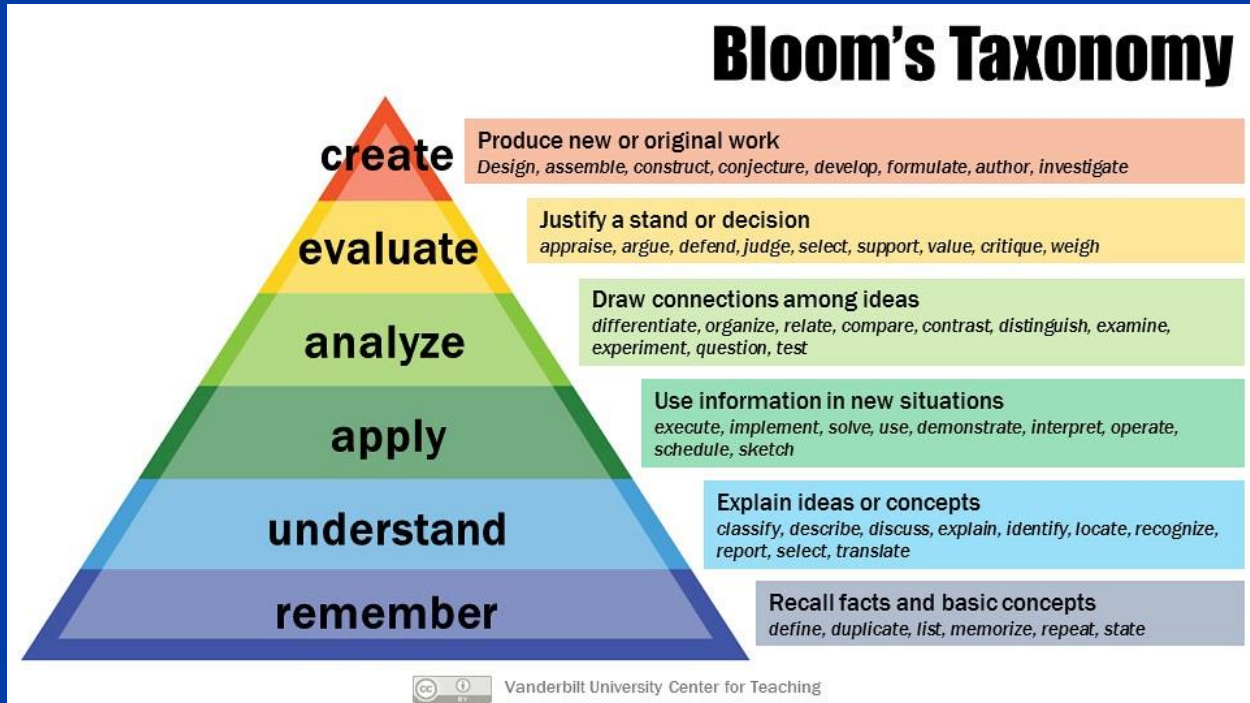 Bloom's Taxonomy
create
Produce new or original work
Design, assemble, construct, conjecture, develop, formulate, author, investigate
evaluate
Justify a stand or decision
appraise, argue, defend, judge, select, support, value, critique, weigh
analyze
Draw connections among ideas
differentiate, organize, relate, compare, contrast, distinguish, examine,
experiment, question, test
apply
Use information in new situations
execute, implement, solve, use, demonstrate, interpret, operate,
schedule, sketch
understand
Explain ideas or concepts
classify, describe, discuss, explain, identify, locate, recognize,
report, select, translate
remember
Recall facts and basic concepts
define, duplicate, list, memorize, repeat, state
cc
BY
Vanderbilt University Center for Teaching